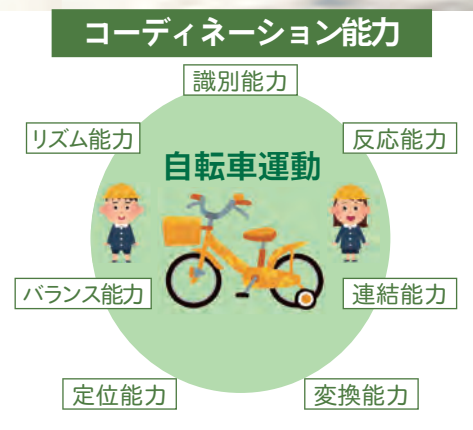 コーディネーション能力
識別能力
リズム能力
反応能力
自転車運動
バランス能力
連結能力
定位能力
変換能力